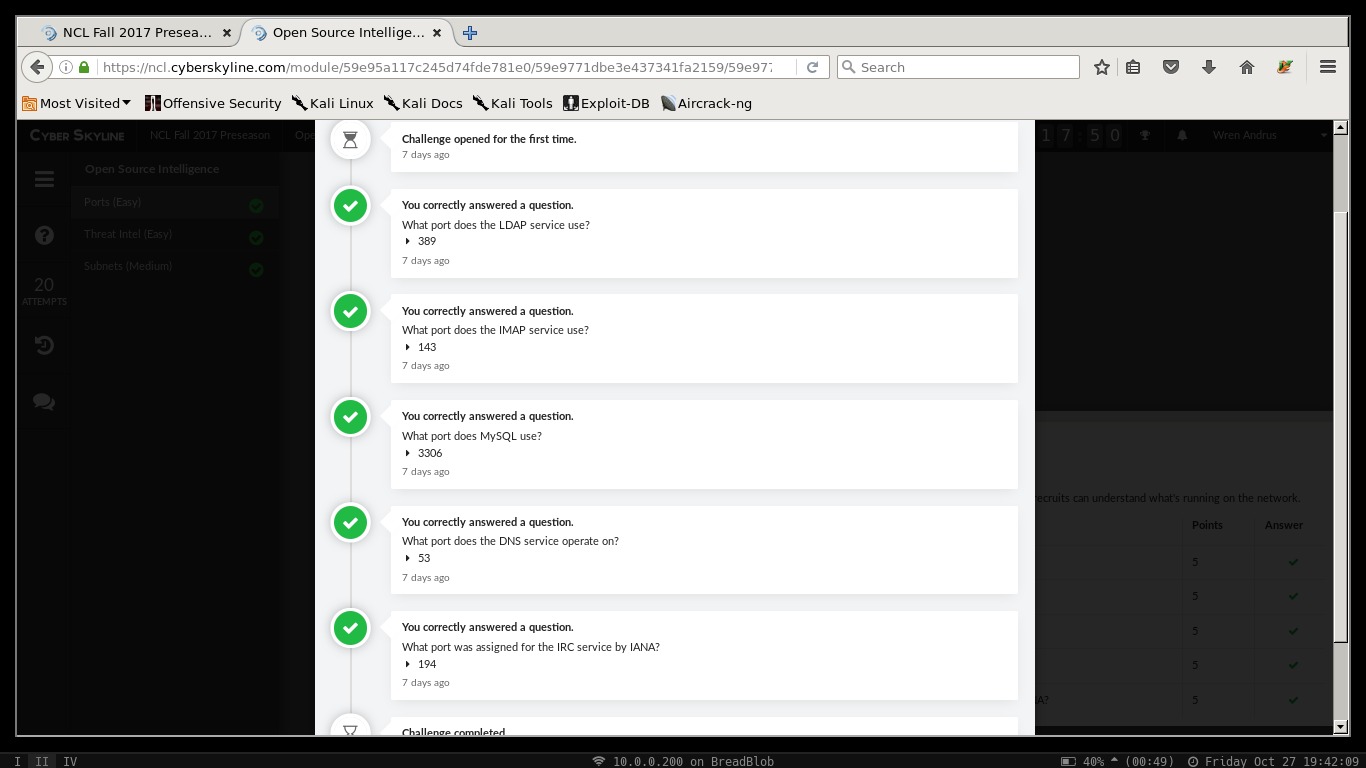 NCL Fall 2017 Presea...
Open Source Intellige...
https://ncl.cyberskyline.com/module/59e95a117c245d74fde781e0/59e9771dbe3e437341fa2159/59e977
Search
Most Visited
Offensive Security
Kali Linux
Kali Docs
Kali Tools
Exploit-DB
Aircrack-ng
CYBER SKYLINE
NCL Fall 2017 Preseason
Ope
17:50
Wren Andrus
Open Source Intelligence
Ports (Easy)
Threat Intel (Easy)
Subnets (Medium)
20
ATTEMPTS
Challenge opened for the first time.
7 days ago
You correctly answered a question.
What port does the LDAP service use?
389
7 days ago
You correctly answered a question.
What port does the IMAP service use?
143
7 days ago
You correctly answered a question.
What port does MySQL use?
3306
7 days ago
You correctly answered a question.
What port does the DNS service operate on?
53
7 days ago
You correctly answered a question.
What port was assigned for the IRC service by IANA?
194
7 days ago
Challenge completed
recruits can understand what's running on the network.
Points Answer
5
5
5
5
IA? 5
I II IV
10.0.0.200 on BreadBlob
40% (00:49)
Friday Oct 27 19:42:09